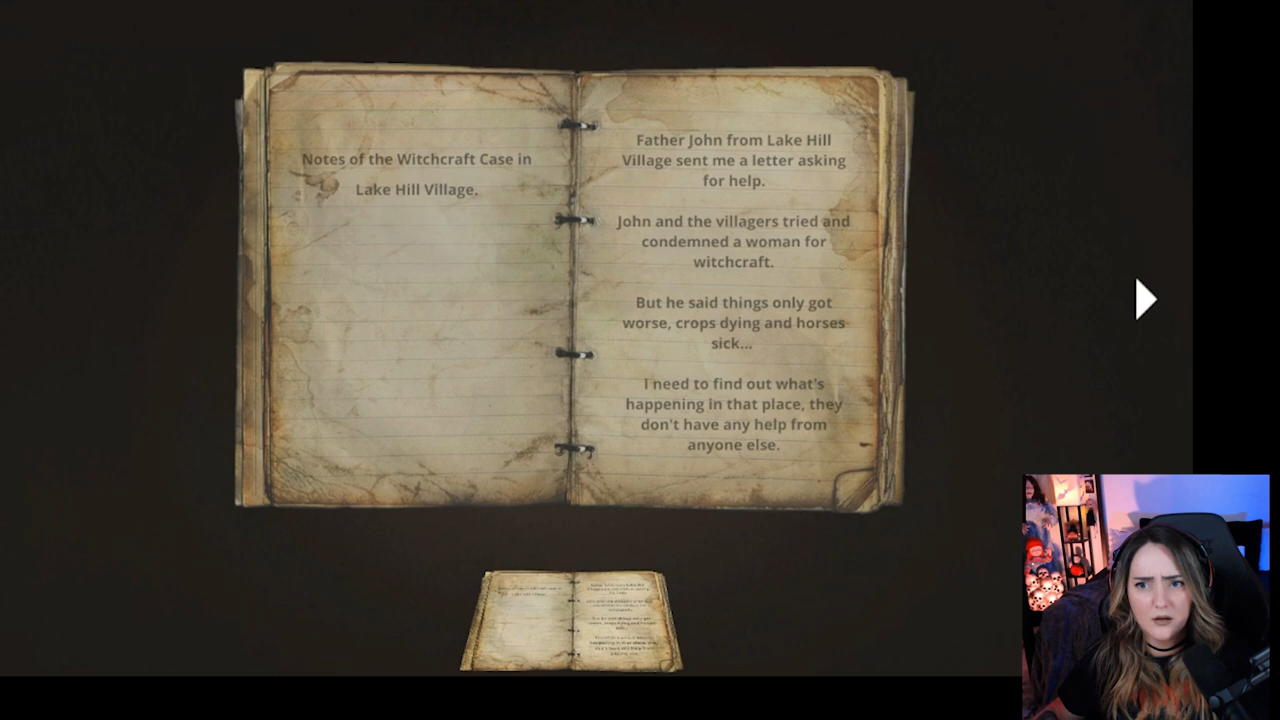 Notes of the Witchcraft Case in
Lake Hill Village.
Father John from Lake Hill
Village sent me a letter asking
for help.
John and the villagers tried and
condemned a woman for
witchcraft.
But he said things only got
worse, crops dying and horses
sick...
I need to find out what's
happening in that place, they
don't have any help from
anyone else.